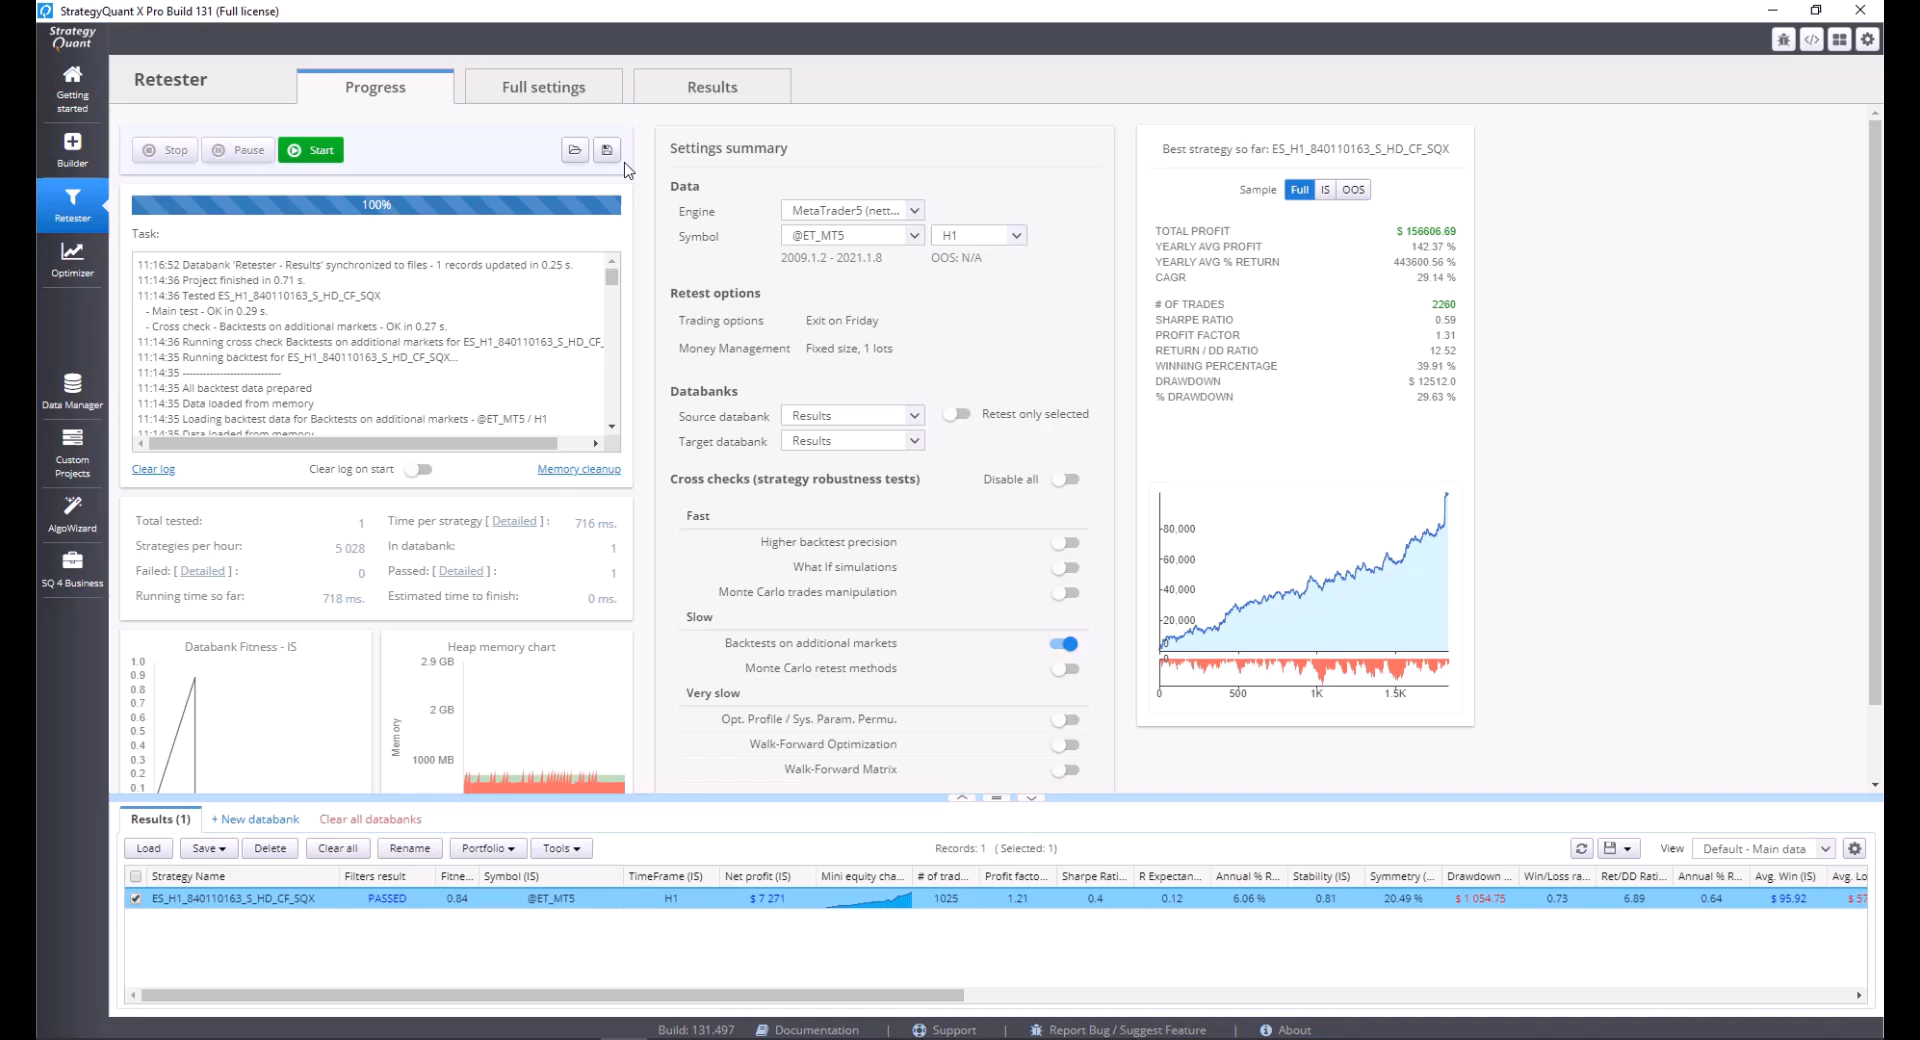 StrategyQuant X Pro Build 131 (Full license)
Strategy
Quant
Getting
started
Builder
Retester
Optimizer
Data Manager
Custom
Projects
AlgoWizard
SQ 4 Business
Retester
Progress
Full settings
Results
Stop
Pause
Start
100%
Task:
11:16:52 Databank 'Retester - Results' synchronized to files - 1 records updated in 0.25 s.
11:14:36 Project finished in 0.71 s.
11:14:36 Tested ES_H1_840110163_S_HD_CF_SQX
- Main test - OK in 0.29 s.
- Cross check - Backtests on additional markets - OK in 0.27 s.
11:14:36 Running cross check Backtests on additional markets for ES_H1_840110163_S_HD_CF_
11:14:35 Running backtest for ES_H1_840110163_S_HD_CF_SQX...
11:14:35 -----------------------------
11:14:35 All backtest data prepared
11:14:35 Data loaded from memory
11:14:35 Loading backtest data for Backtests on additional markets - @ET_MT5 / H1
11:14:35 Data loaded from memory
Clear log
Clear log on start
Memory cleanup
Total tested: 1
Time per strategy [ Detailed ] : 716 ms.
Strategies per hour: 5 028
In databank: 1
Failed: [ Detailed ] : 0
Passed: [ Detailed ] : 1
Running time so far: 718 ms.
Estimated time to finish: 0 ms.
Databank Fitness - IS
1.0
0.9
0.8
0.7
0.6
0.5
0.4
0.3
0.2
0.1
Heap memory chart
2.9 GB
2 GB
1000 MB
Memory
Settings summary
Data
Engine MetaTrader5 (nett...
Symbol @ET_MT5 H1
2009.1.2 - 2021.1.8 OOS: N/A
Retest options
Trading options Exit on Friday
Money Management Fixed size, 1 lots
Databanks
Source databank Results Retest only selected
Target databank Results
Cross checks (strategy robustness tests) Disable all
Fast
Higher backtest precision
What If simulations
Monte Carlo trades manipulation
Slow
Backtests on additional markets
Monte Carlo retest methods
Very slow
Opt. Profile / Sys. Param. Permu.
Walk-Forward Optimization
Walk-Forward Matrix
Best strategy so far: ES_H1_840110163_S_HD_CF_SQX
Sample Full IS OOS
TOTAL PROFIT $ 156606.69
YEARLY AVG PROFIT 142.37 %
YEARLY AVG % RETURN 443600.56 %
CAGR 29.14 %
# OF TRADES 2260
SHARPE RATIO 0.59
PROFIT FACTOR 1.31
RETURN / DD RATIO 12.52
WINNING PERCENTAGE 39.91 %
DRAWDOWN $ 12512.0
% DRAWDOWN 29.63 %
80,000
60,000
40,000
20,000
0
0
0 500 1K 1.5K
Results (1) + New databank Clear all databanks
Load Save Delete Clear all Rename Portfolio Tools Records: 1 ( Selected: 1) View Default - Main data
Strategy Name Filters result Fitne... Symbol (IS) TimeFrame (IS) Net profit (IS) Mini equity cha... # of trad... Profit facto... Sharpe Rati... R Expectan... Annual % R... Stability (IS) Symmetry (... Drawdown ... Win/Loss ra... Ret/DD Rati... Annual % R... Avg. Win (IS) Avg. Lo
ES_H1_840110163_S_HD_CF_SQX PASSED 0.84 @ET_MT5 H1 $ 7 271 1025 1.21 0.4 0.12 6.06 % 0.81 20.49 % $ 1 054.75 0.73 6.89 0.64 $ 95.92 $ 57
Build: 131.497 Documentation | Support | Report Bug / Suggest Feature | About